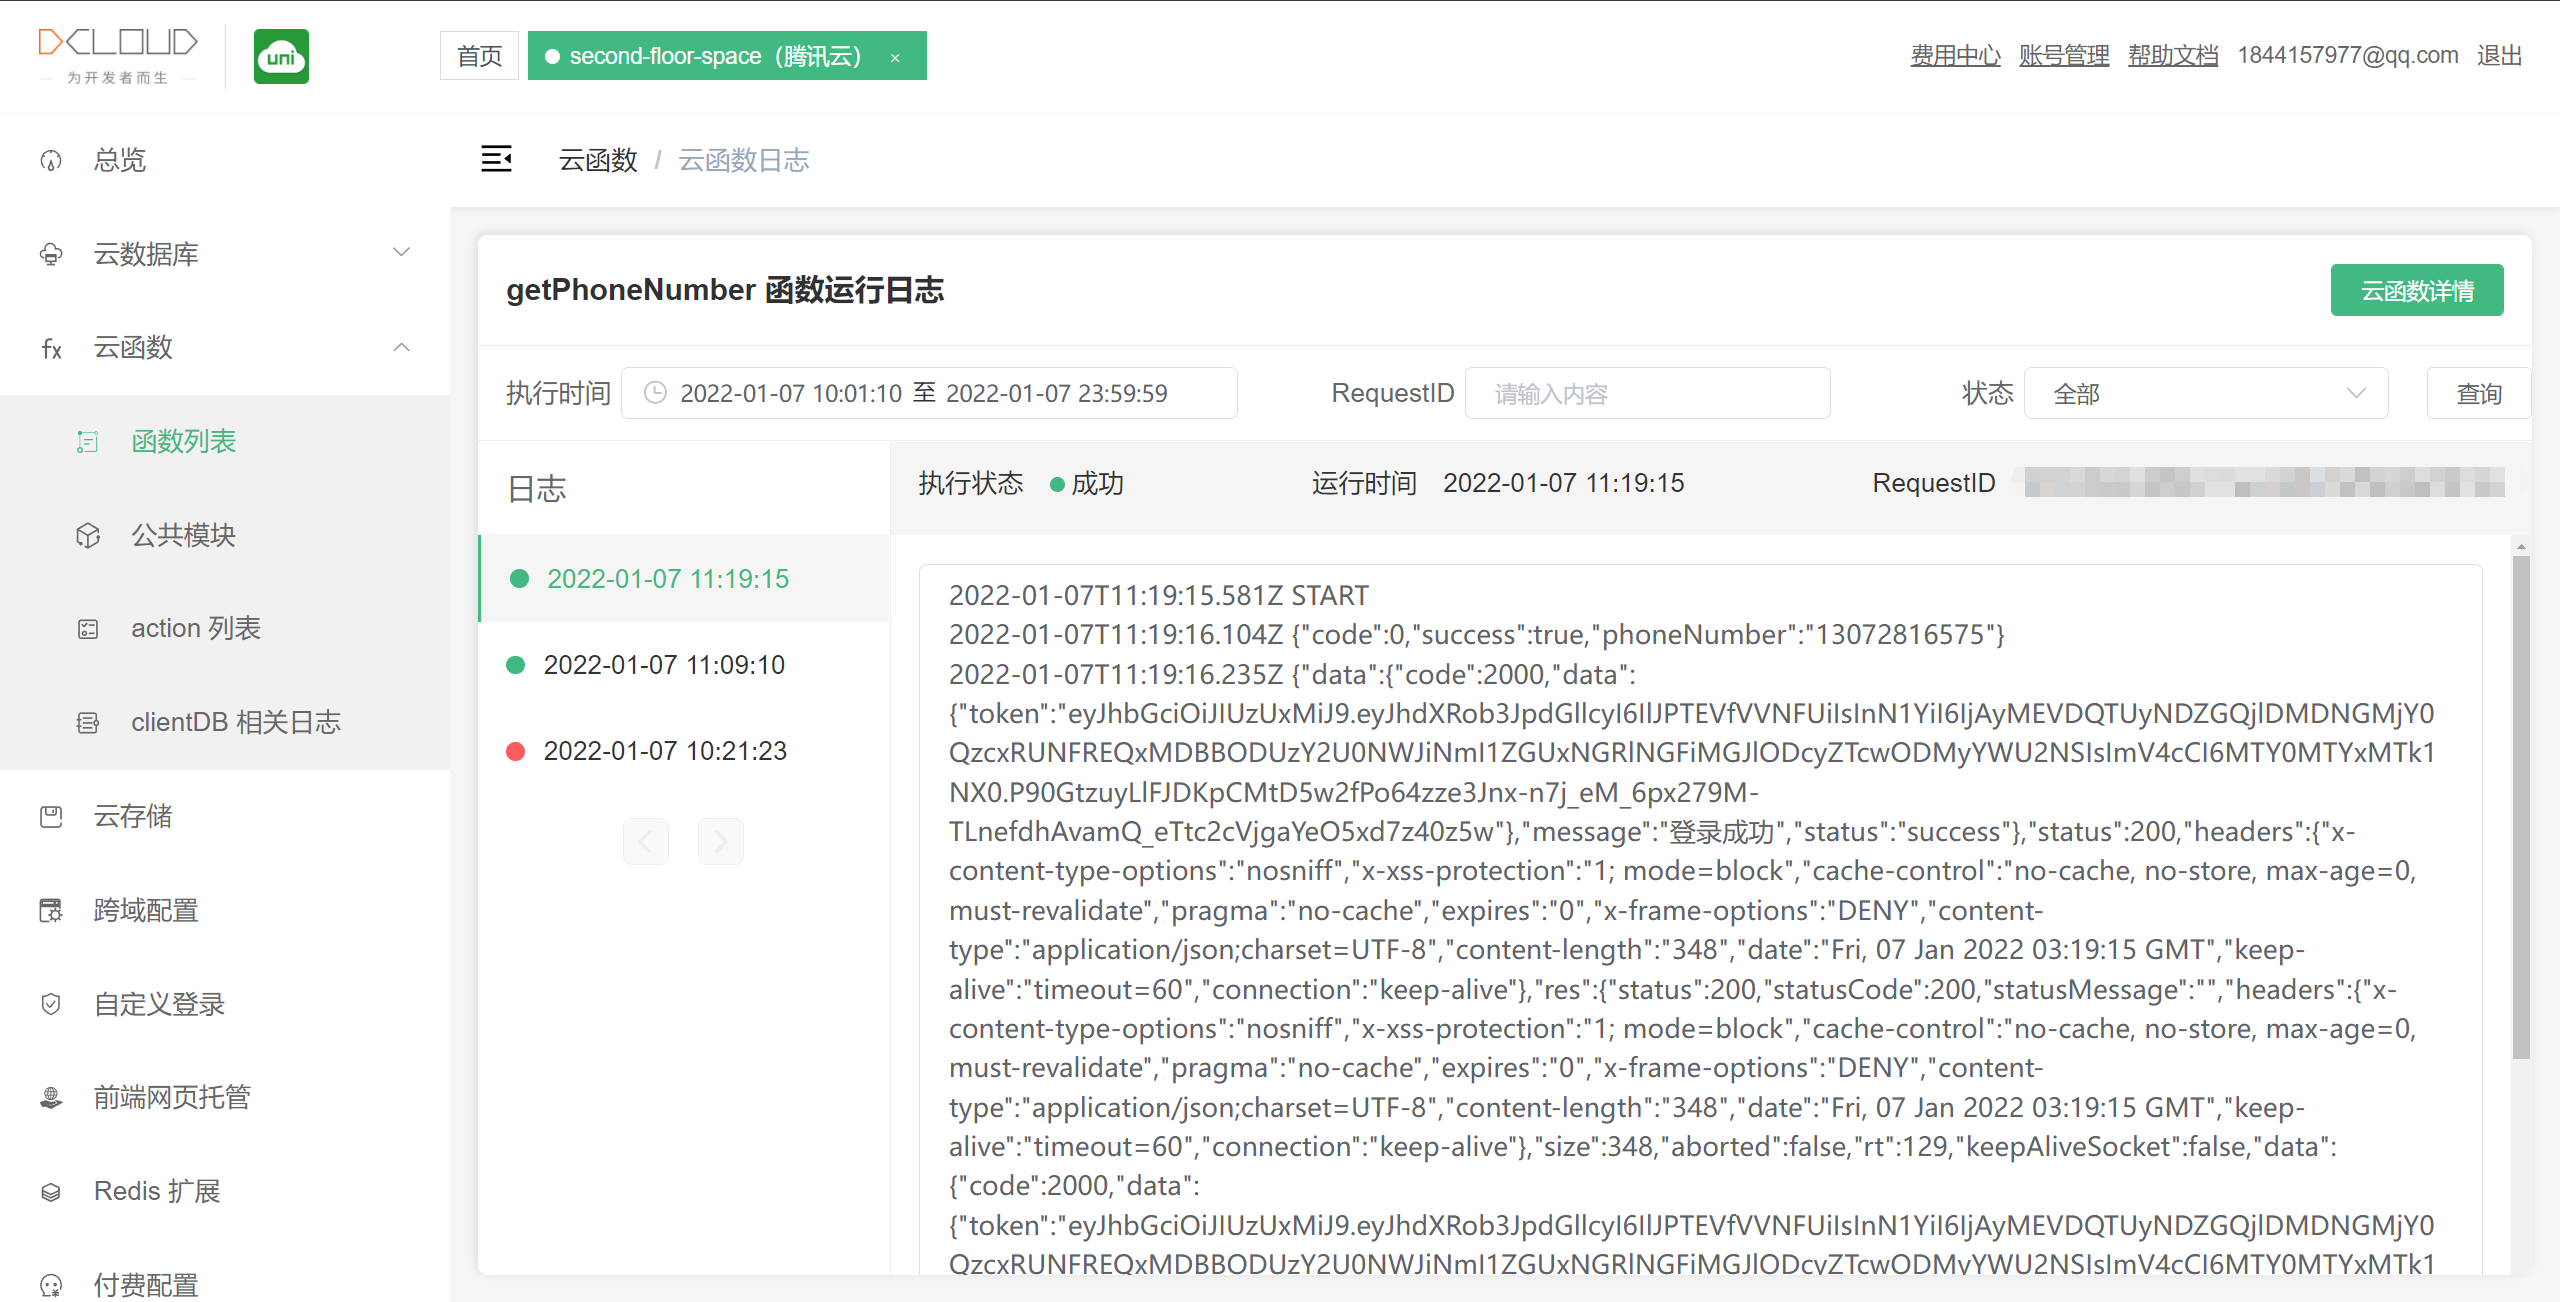 DCLOUD
为开发者而生
uni
首页
second-floor-space（腾讯云） ×
费用中心 账号管理 帮助文档 1844157977@qq.com 退出
总览
云数据库
云函数
函数列表
公共模块
action 列表
clientDB 相关日志
云存储
跨域配置
自定义登录
前端网页托管
Redis 扩展
付费配置
云函数 / 云函数日志
getPhoneNumber 函数运行日志
云函数详情
执行时间 2022-01-07 10:01:10 至 2022-01-07 23:59:59 RequestID 请输入内容 状态 全部 查询
日志
2022-01-07 11:19:15
2022-01-07 11:09:10
2022-01-07 10:21:23
执行状态 成功 运行时间 2022-01-07 11:19:15 RequestID
2022-01-07T11:19:15.581Z START
2022-01-07T11:19:16.104Z {"code":0,"success":true,"phoneNumber":"13072816575"}
2022-01-07T11:19:16.235Z {"data":{"code":2000,"data":
{"token":"eyJhbGciOiJIUzUxMiJ9.eyJhdXRob3JpdGllcyI6IlJPTEVfVVNFUiIsInN1YiI6IjAyMEVDQTUyNDZGQjlDMDNGMjY0
QzcxRUNFREQxMDBBODUzY2U0NWJiNmI1ZGUxNGRlNGFiMGJlODcyZTcwODMyYWU2NSIsImV4cCI6MTY0MTYxMTk1
NX0.P90GtzuyLlFJDKpCMtD5w2fPo64zze3Jnx-n7j_eM_6px279M-
TLnefdhAvamQ_eTtc2cVjgaYeO5xd7z40z5w"},"message":"登录成功","status":"success"},"status":200,"headers":{"x-
content-type-options":"nosniff","x-xss-protection":"1; mode=block","cache-control":"no-cache, no-store, max-age=0,
must-revalidate","pragma":"no-cache","expires":"0","x-frame-options":"DENY","content-
type":"application/json;charset=UTF-8","content-length":"348","date":"Fri, 07 Jan 2022 03:19:15 GMT","keep-
alive":"timeout=60","connection":"keep-alive"},"res":{"status":200,"statusCode":200,"statusMessage":"","headers":{"x-
content-type-options":"nosniff","x-xss-protection":"1; mode=block","cache-control":"no-cache, no-store, max-age=0,
must-revalidate","pragma":"no-cache","expires":"0","x-frame-options":"DENY","content-
type":"application/json;charset=UTF-8","content-length":"348","date":"Fri, 07 Jan 2022 03:19:15 GMT","keep-
alive":"timeout=60","connection":"keep-alive"},"size":348,"aborted":false,"rt":129,"keepAliveSocket":false,"data":
{"code":2000,"data":
{"token":"eyJhbGciOiJIUzUxMiJ9.eyJhdXRob3JpdGllcyI6IlJPTEVfVVNFUiIsInN1YiI6IjAyMEVDQTUyNDZGQjlDMDNGMjY0
QzcxRUNFREQxMDBBODUzY2U0NWJiNmI1ZGUxNGRlNGFiMGJlODcyZTcwODMyYWU2NSIsImV4cCI6MTY0MTYxMTk1